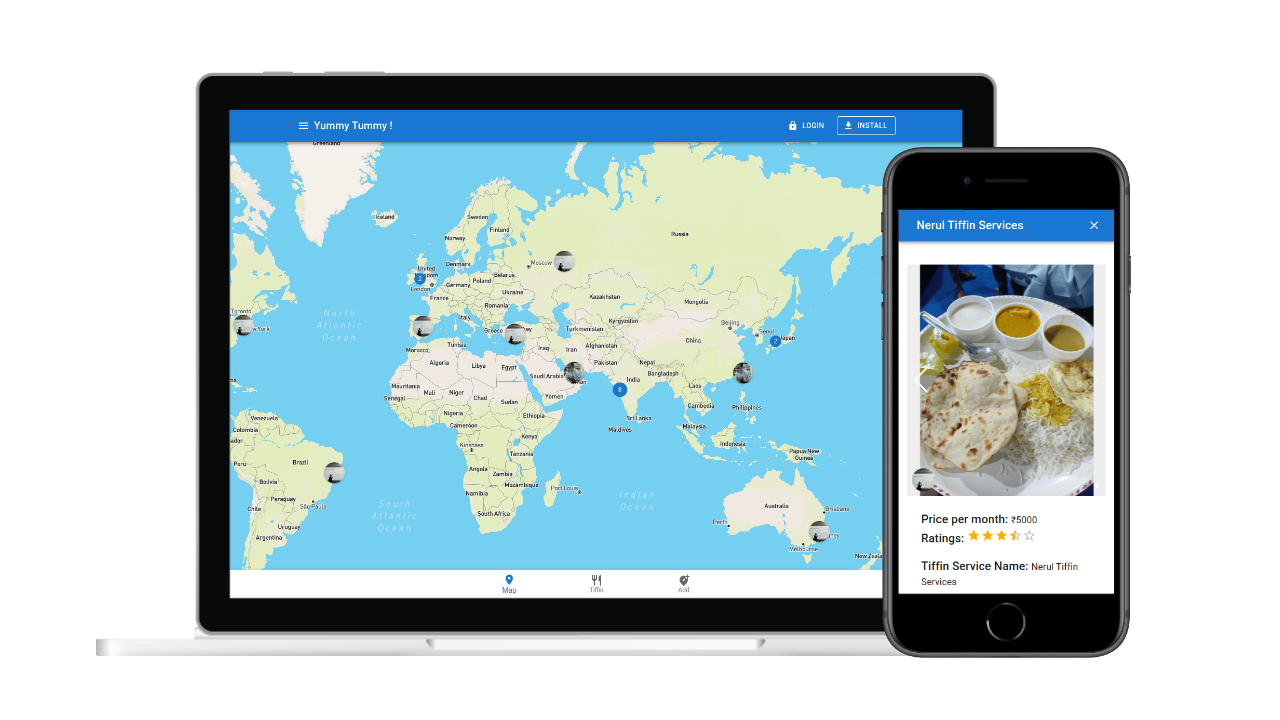 Yummy Tummy !
LOGIN
INSTALL
Greenland
Iceland
Sweden
Finland
Norway
Russia
United Kingdom
Denmark
Moscow
Belarus
London
Germany
Poland
Ukraine
France
Kazakhstan
Mongolia
Romania
Toronto
North
Atlantic
Ocean
Italy
Greece
Turkmenistan
Kyrgyzstan
Beijing
Seoul
Japan
2
China
Morocco
Tunisia
Iraq
Iran
Afghanistan
Algeria
Libya
Egypt
Pakistan
Nepal
Bangladesh
Saudi Arabia
India
8
Mauritania
Mali
Niger
Chad
Sudan
Yemen
Laos
Senegal
Nigeria
Ethiopia
Cambodia
Philippines
Venezuela
Cameroon
Sri Lanka
Maldives
Malaysia
Colombia
Kenya
Kinshasa
Indonesia
Tanzania
Papua New
Guinea
Peru
Brazil
Angola
Zambia
Bolivia
Mozambique
Namibia
Port Louis
Paraguay
São Paulo
Chile
South
Atlantic
Ocean
Indian
Ocean
South Africa
Australia
Brisbane
Uruguay
Perth
Argentina
Melbourne
New Zeala
Map
Tiffin
Add
Nerul Tiffin Services
Price per month: ₹5000
Ratings:
Tiffin Service Name: Nerul Tiffin
Services